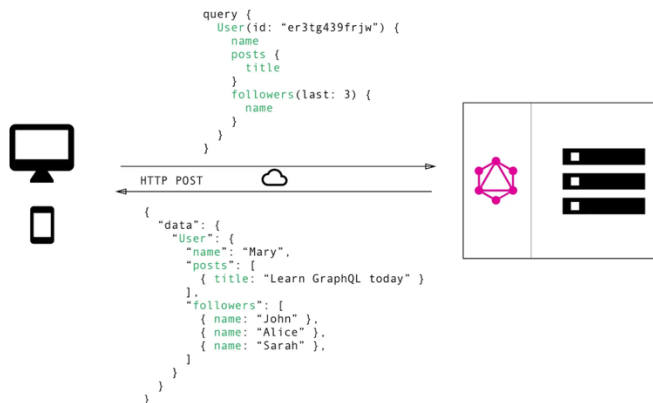 query {
  User(id: “er3tg439frjw”) {
    name
    posts {
      title
    }
    followers(last: 3) {
      name
    }
  }
}
HTTP POST
{
  “data”: {
    “User”: {
      “name”: “Mary”,
      “posts”: [
        { title: “Learn GraphQL today” }
      ],
      “followers”: [
        { name: “John” },
        { name: “Alice” },
        { name: “Sarah” },
      ]
    }
  }
}